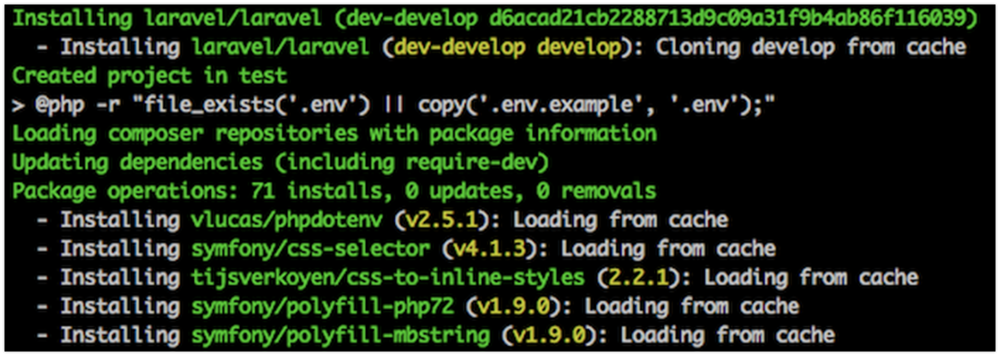 Installing laravel/laravel (dev-develop d6acad21cb2288713d9c09a31f9b4ab86f116039)
  - Installing laravel/laravel (dev-develop develop): Cloning develop from cache
Created project in test
> @php -r "file_exists('.env') || copy('.env.example', '.env');"
Loading composer repositories with package information
Updating dependencies (including require-dev)
Package operations: 71 installs, 0 updates, 0 removals
  - Installing vlucas/phpdotenv (v2.5.1): Loading from cache
  - Installing symfony/css-selector (v4.1.3): Loading from cache
  - Installing tijsverkoyen/css-to-inline-styles (2.2.1): Loading from cache
  - Installing symfony/polyfill-php72 (v1.9.0): Loading from cache
  - Installing symfony/polyfill-mbstring (v1.9.0): Loading from cache